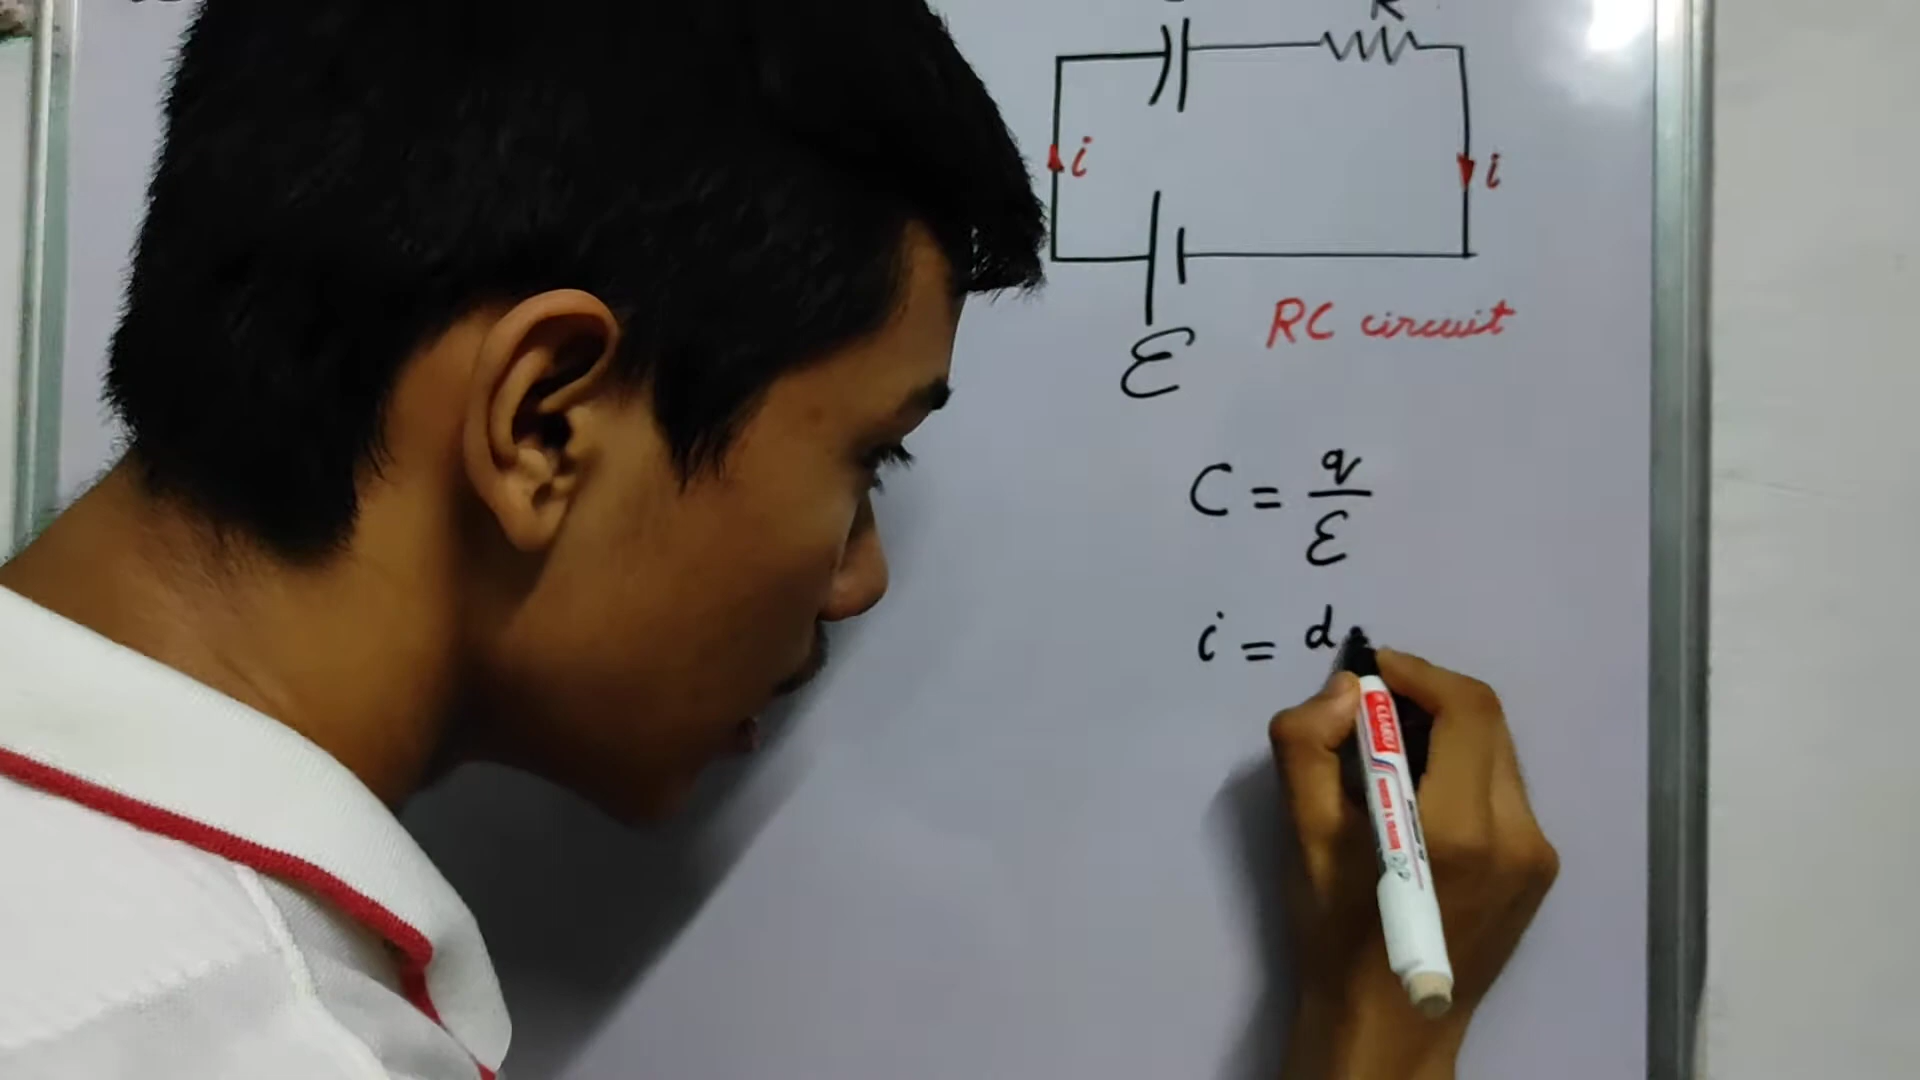 R
i
i
ε
RC circuit
C = q/ε
i = d